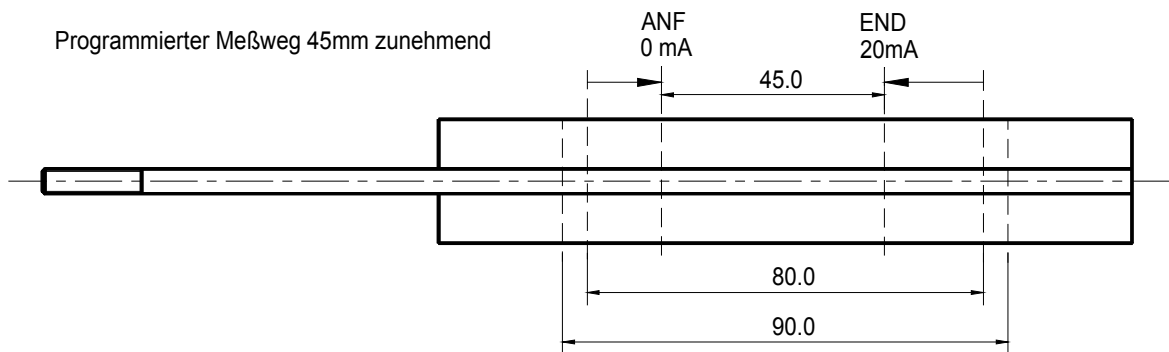 Programmierter Meßweg 45mm zunehmend
ANF
0 mA
END
20mA
45.0
80.0
90.0